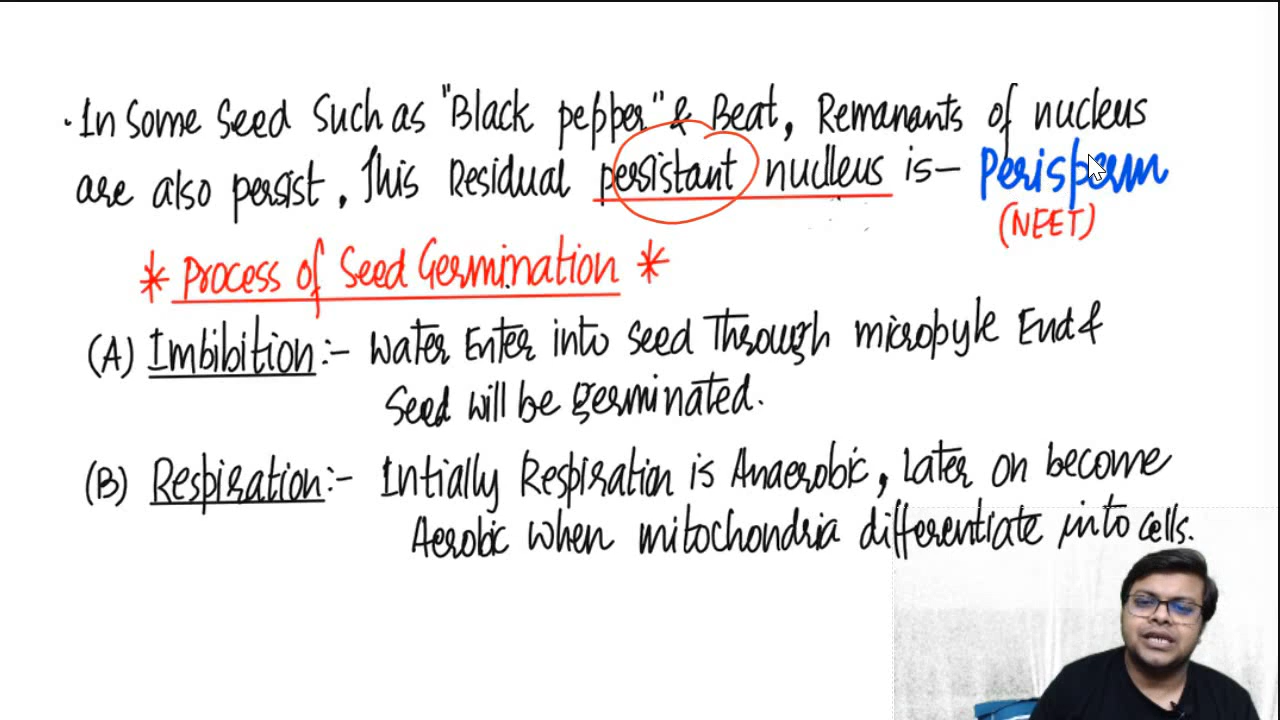 . In Some Seed Such as "Black pepper" & Beat, Remanants of nucleus
are also persist. This Residual persistant nuclleus is - Perisperm
(NEET)
* Process of Seed Germination *
(A) Imbibition :- Water Enter into Seed Through micropyle End &
Seed will be germinated.
(B) Respiration :- Intially Respiration is Anaerobic, Later on become
Aerobic when mitochondria differentiate into cells.